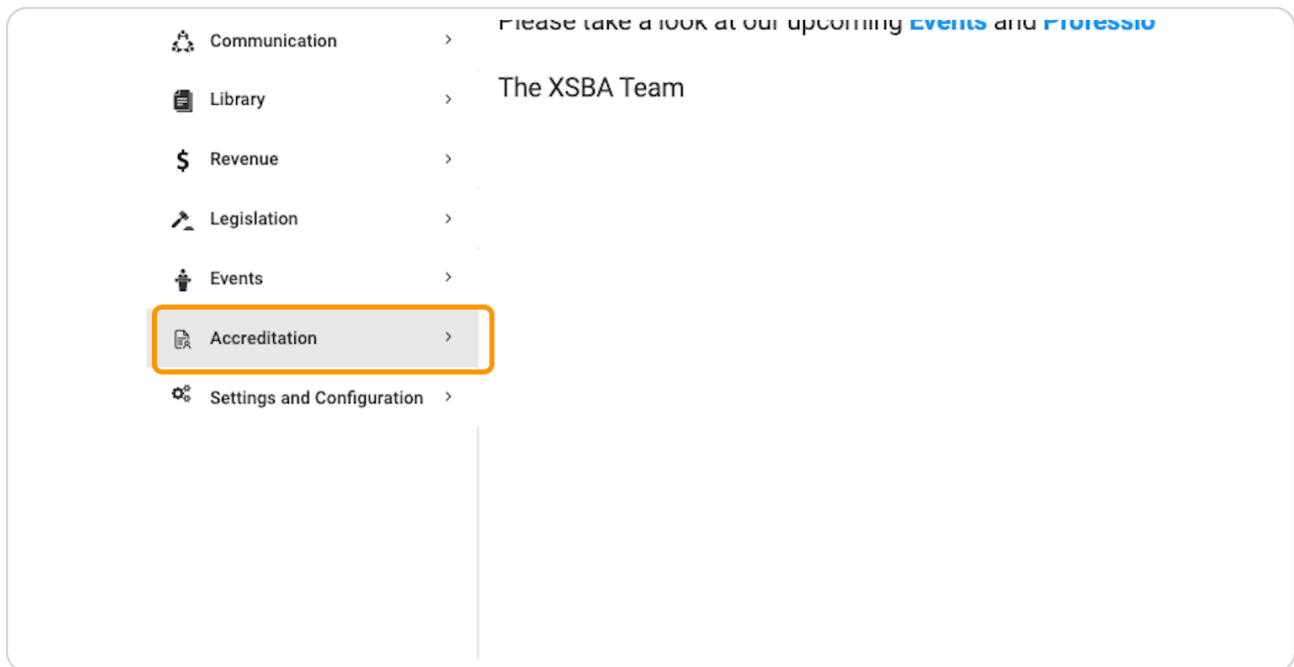 Communication
Library
Revenue
Legislation
Events
Accreditation
Settings and Configuration
Please take a look at our upcoming Events and Professio
The XSBA Team